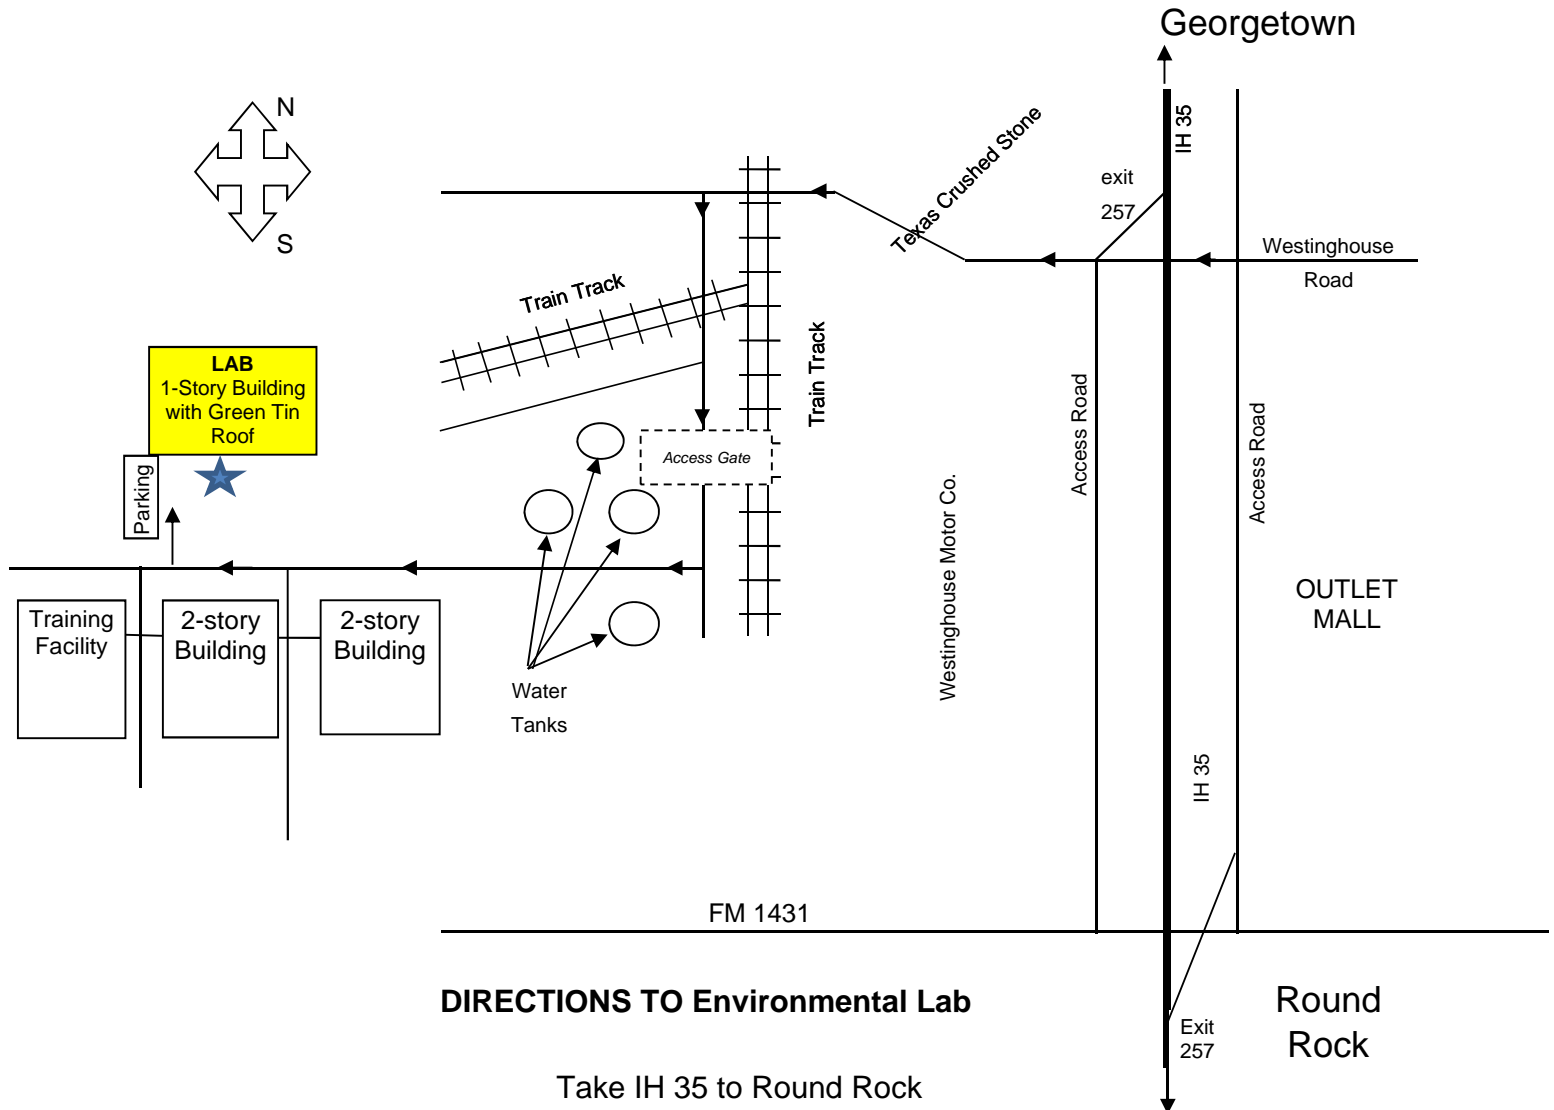 Georgetown
N
S
IH 35
exit
257
Texas Crushed Stone
Westinghouse
Road
Train Track
Train Track
LAB
1-Story Building
with Green Tin
Roof
Parking
Access Gate
Access Road
Access Road
Westinghouse Motor Co.
OUTLET
MALL
Training
Facility
2-story
Building
2-story
Building
Water
Tanks
IH 35
FM 1431
DIRECTIONS TO Environmental Lab
Round
Rock
Exit
257
Take IH 35 to Round Rock